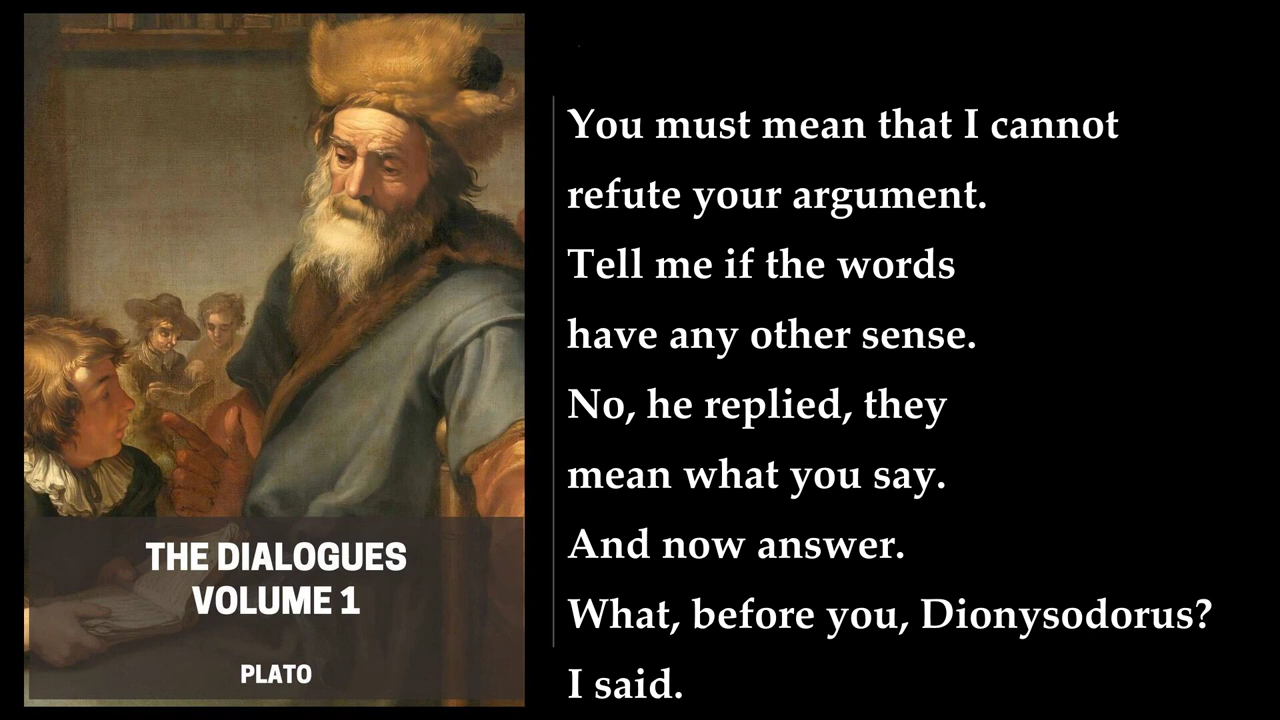 THE DIALOGUES
VOLUME 1
PLATO
You must mean that I cannot
refute your argument.
Tell me if the words
have any other sense.
No, he replied, they
mean what you say.
And now answer.
What, before you, Dionysodorus?
I said.